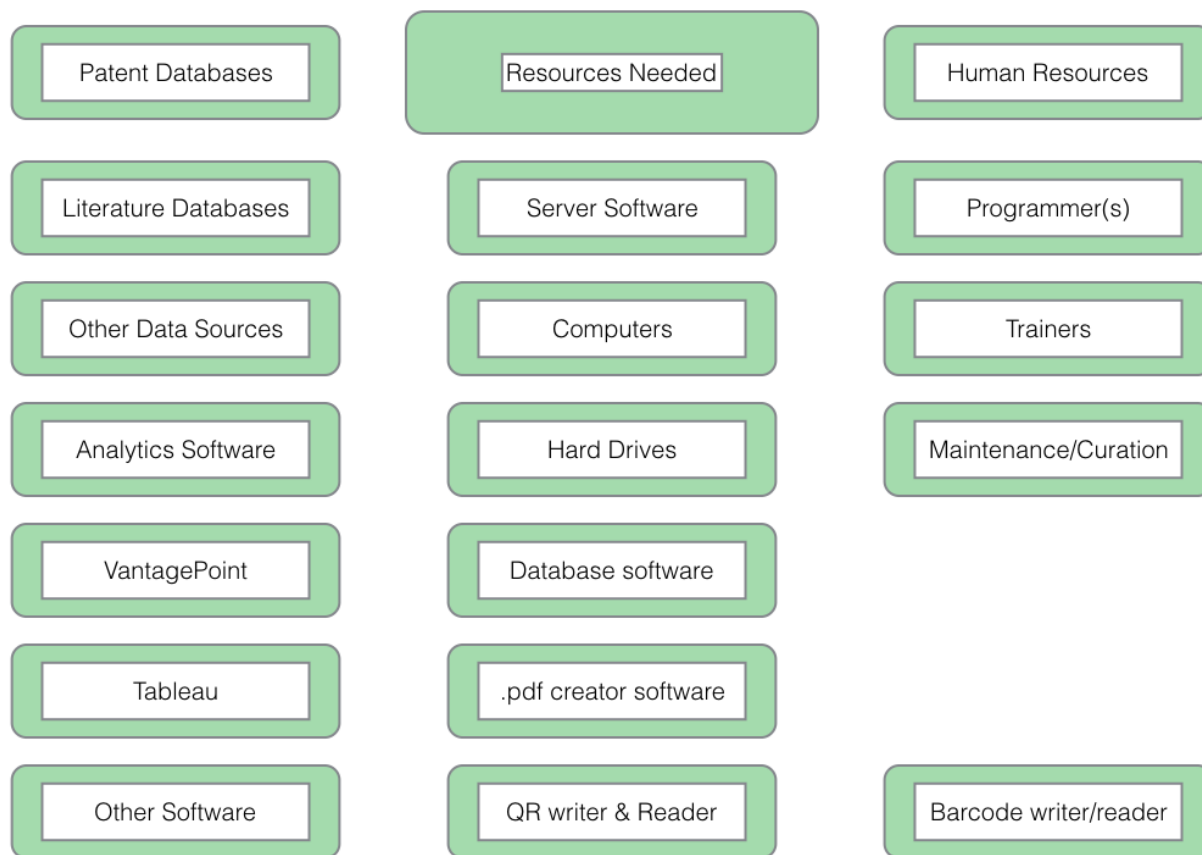 Patent Databases
Resources Needed
Human Resources
Literature Databases
Server Software
Programmer(s)
Other Data Sources
Computers
Trainers
Analytics Software
Hard Drives
Maintenance/Curation
VantagePoint
Database software
Tableau
.pdf creator software
Other Software
QR writer & Reader
Barcode writer/reader